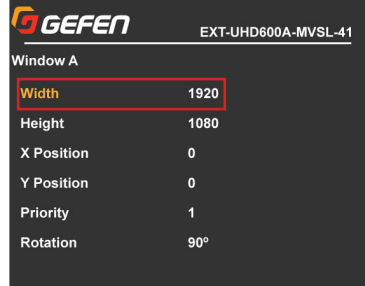 GEFEN
EXT-UHD600A-MVSL-41
Window A
Width 1920
Height 1080
X Position 0
Y Position 0
Priority 1
Rotation 90º